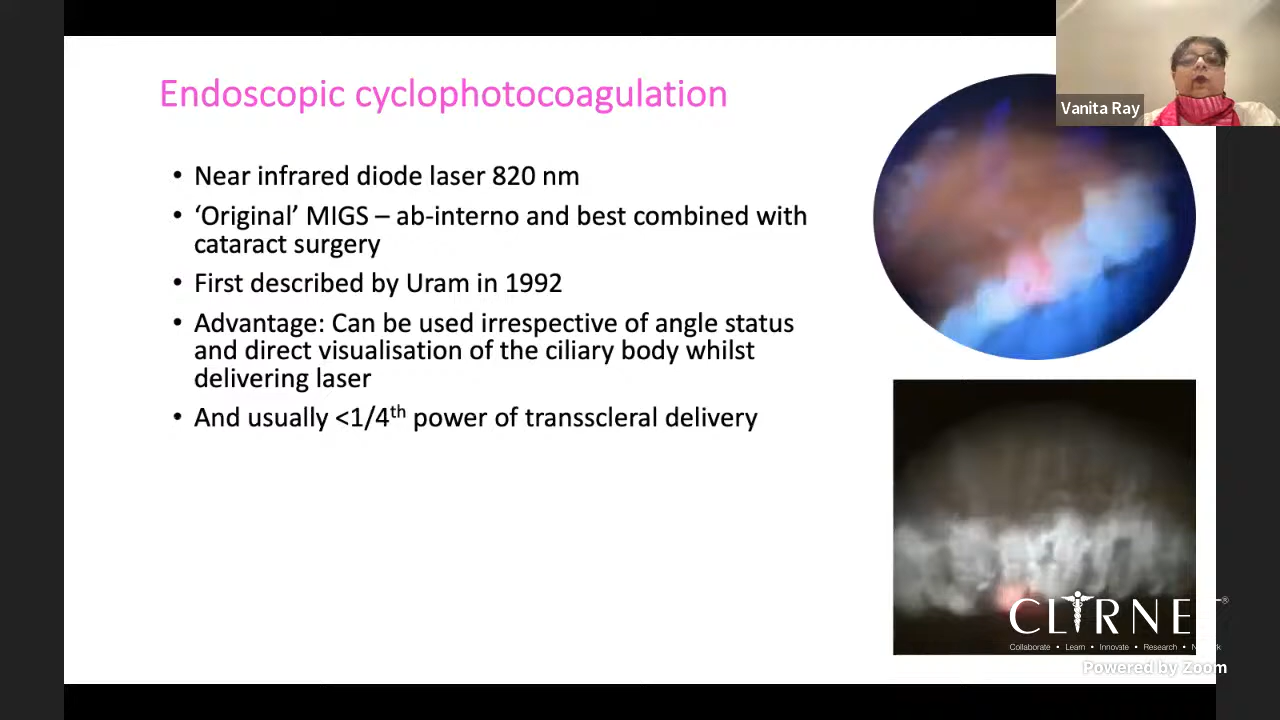 Endoscopic cyclophotocoagulation
Vanita Ray
• Near infrared diode laser 820 nm
• ‘Original’ MIGS – ab-interno and best combined with
cataract surgery
• First described by Uram in 1992
• Advantage: Can be used irrespective of angle status
and direct visualisation of the ciliary body whilst
delivering laser
• And usually <1/4th power of transscleral delivery
CLIRNET®
Collaborate • Learn • Innovate • Research •
Powered by Zoom